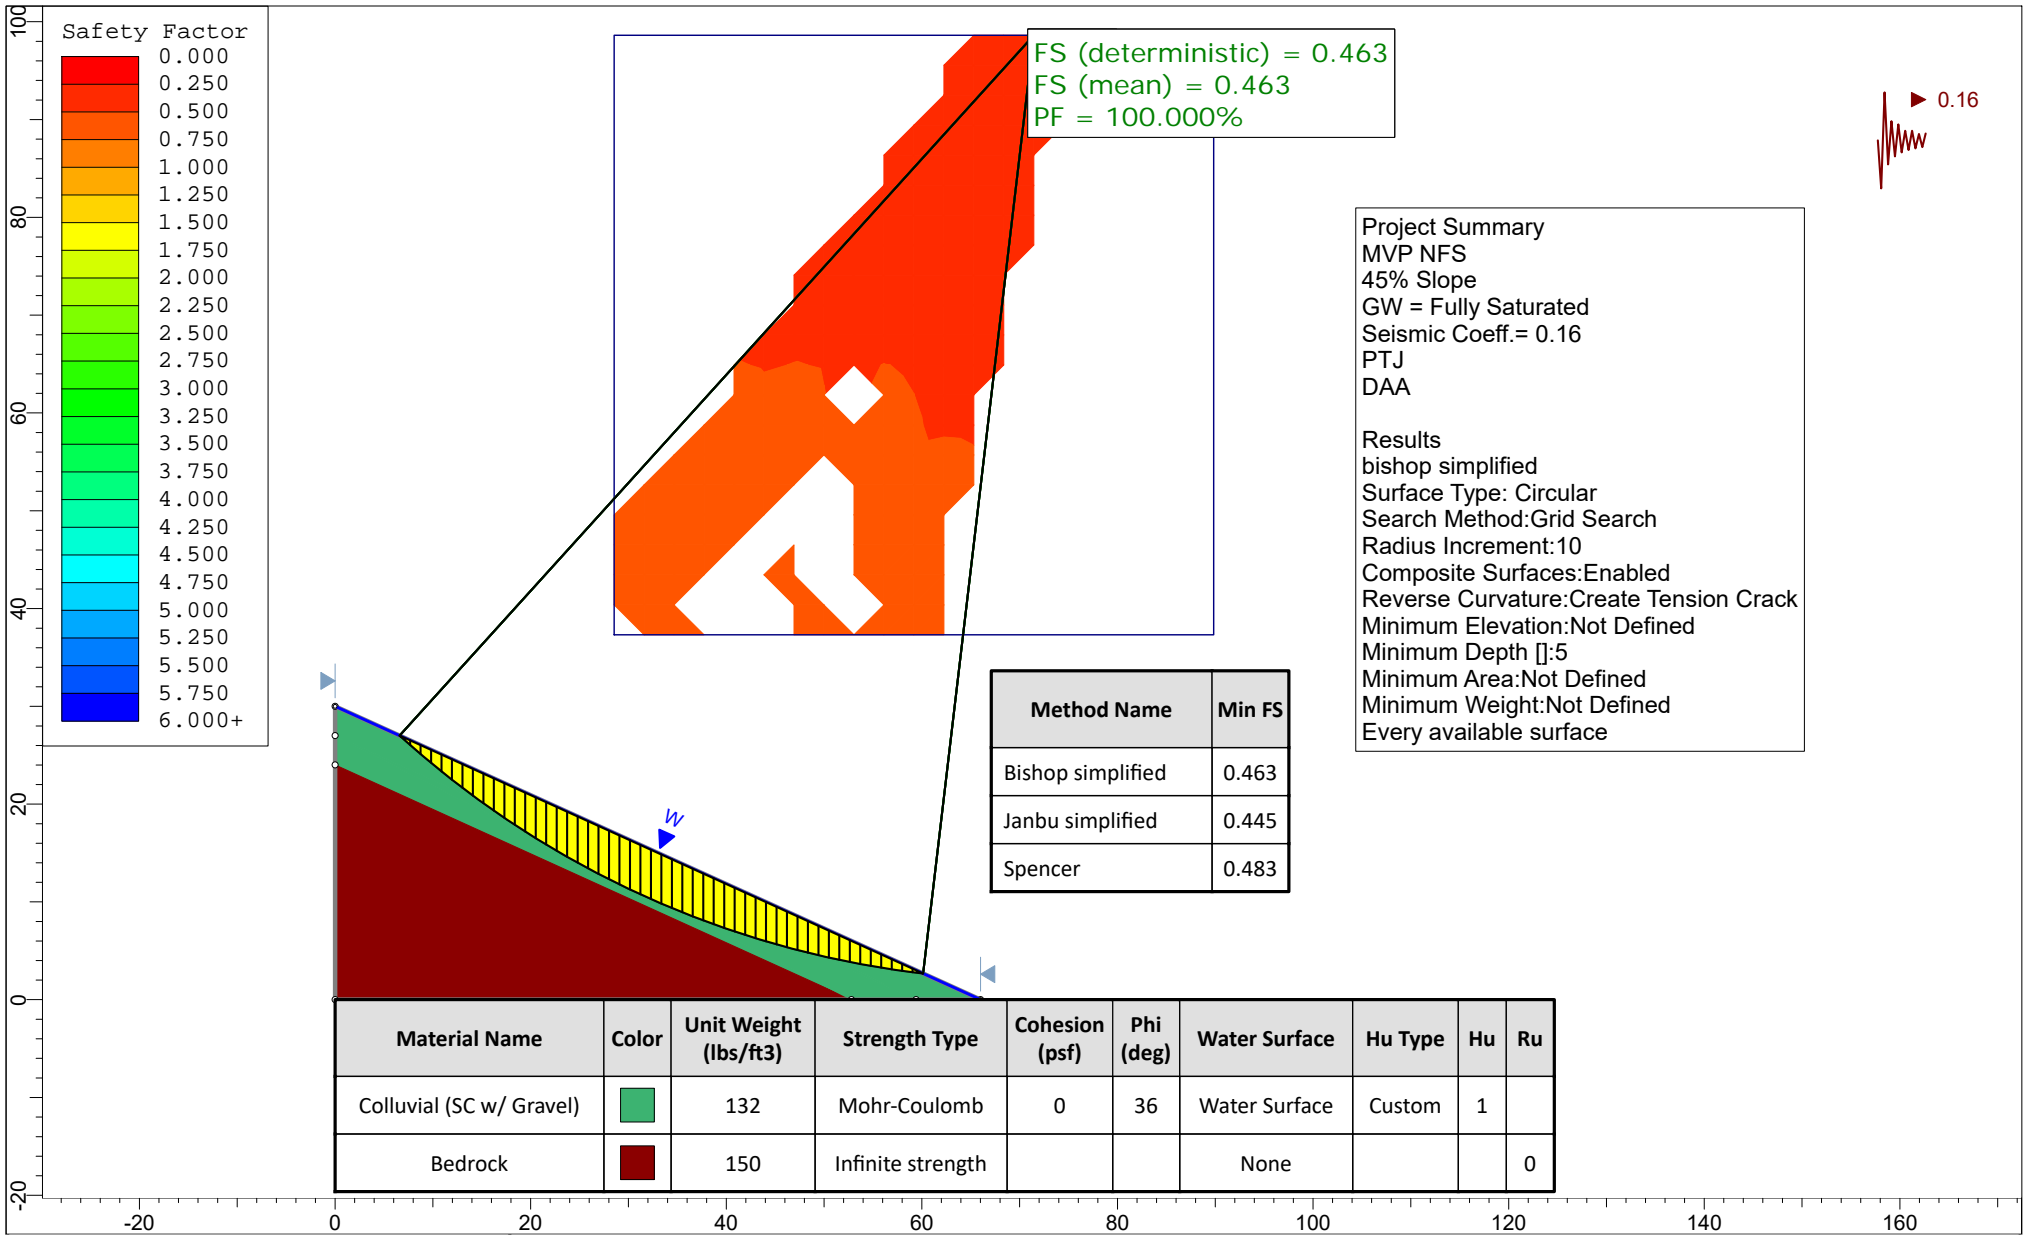 Safety Factor
0.000
0.250
0.500
0.750
1.000
1.250
1.500
1.750
2.000
2.250
2.500
2.750
3.000
3.250
3.500
3.750
4.000
4.250
4.500
4.750
5.000
5.250
5.500
5.750
6.000+
FS (deterministic) = 0.463
FS (mean) = 0.463
PF = 100.000%
0.16
Project Summary
MVP NFS
45% Slope
GW = Fully Saturated
Seismic Coeff.= 0.16
PTJ
DAA
Results
bishop simplified
Surface Type: Circular
Search Method:Grid Search
Radius Increment:10
Composite Surfaces:Enabled
Reverse Curvature:Create Tension Crack
Minimum Elevation:Not Defined
Minimum Depth []:5
Minimum Area:Not Defined
Minimum Weight:Not Defined
Every available surface
Method Name Min FS
Bishop simplified 0.463
Janbu simplified 0.445
Spencer 0.483
W
Material Name Color Unit Weight (lbs/ft3) Strength Type Cohesion (psf) Phi (deg) Water Surface Hu Type Hu Ru
Colluvial (SC w/ Gravel) 132 Mohr-Coulomb 0 36 Water Surface Custom 1
Bedrock 150 Infinite strength None 0
100
80
60
40
20
0
-20
-20 0 20 40 60 80 100 120 140 160